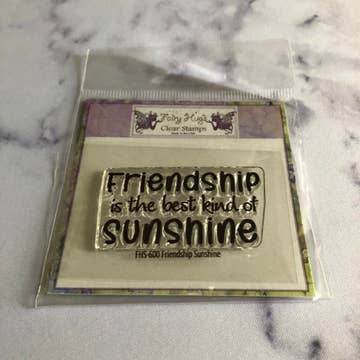 Fairy Hugs
Clear Stamps
Friendship
is the best kind of
sunshine
FHS-600 Friendship Sunshine